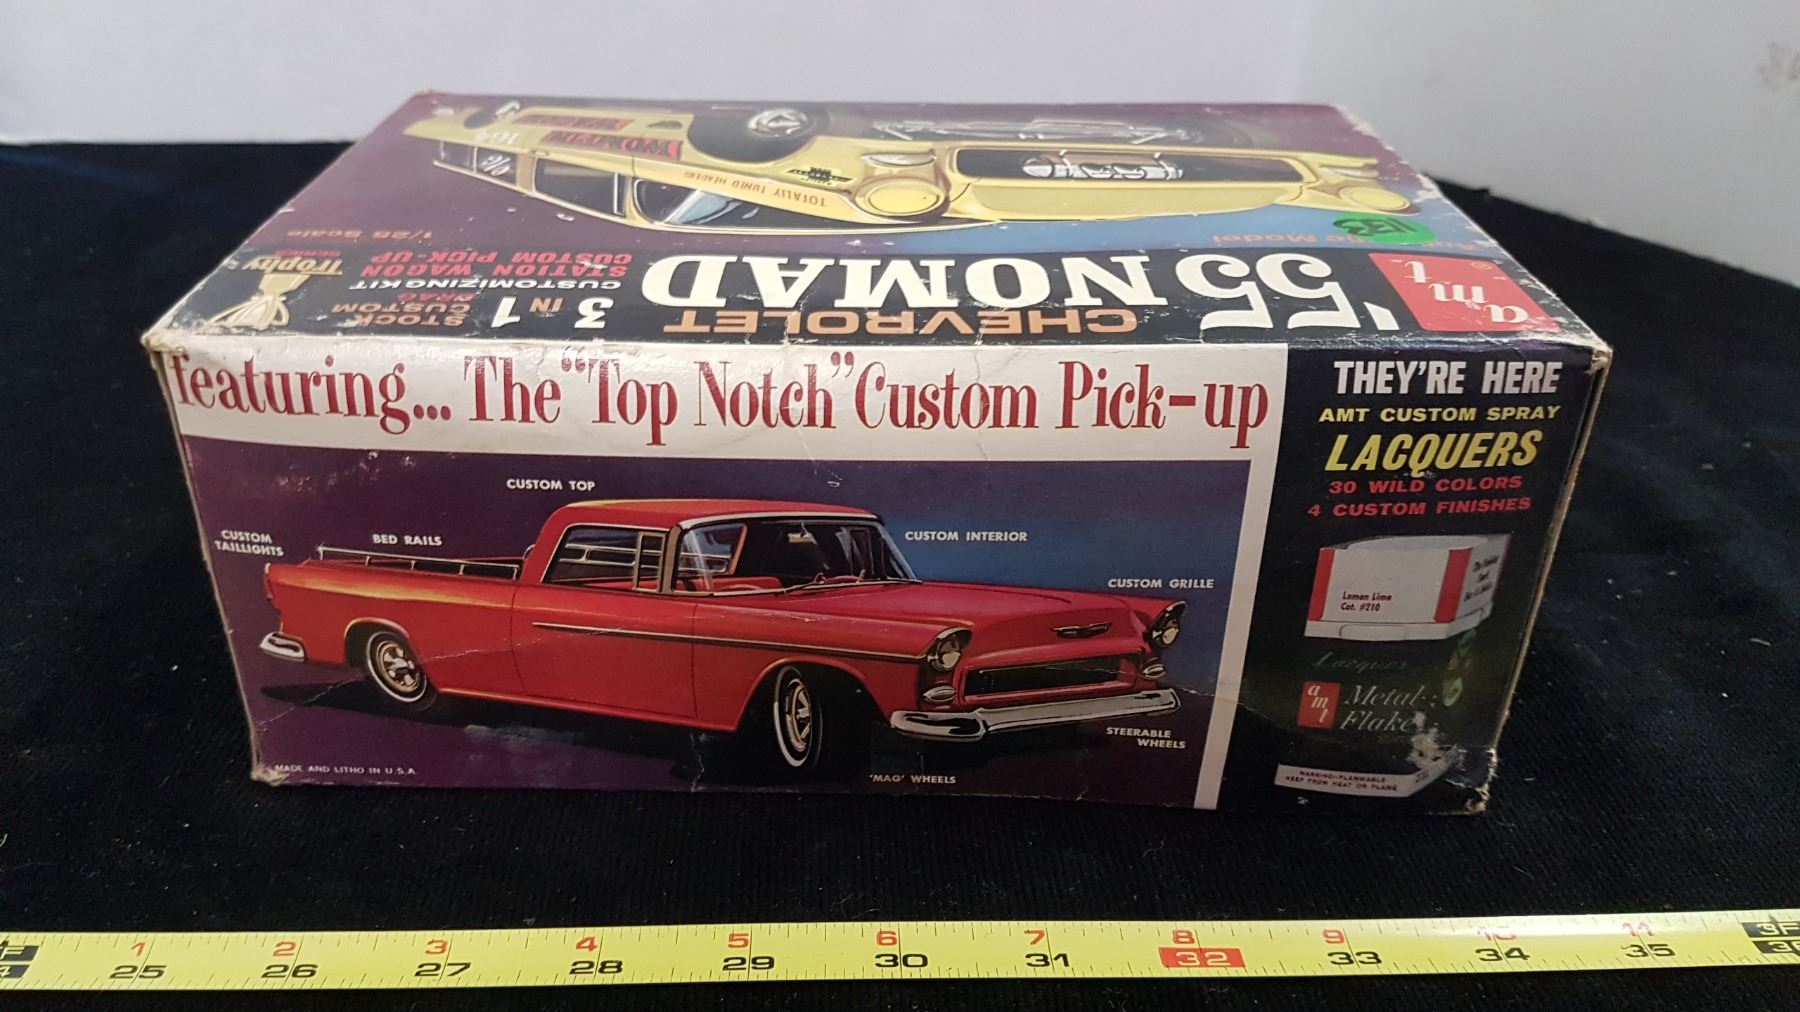 1/25 Scale
TOTALLY TUNED HEADERS
Trophy
SERIES
STOCK
CUSTOM
DRAG
3 IN 1
CUSTOMIZING KIT
STATION WAGON
CUSTOM PICK-UP
CHEVROLET
'55 NOMAD
amt
®
featuring... The "Top Notch" Custom Pick-up
CUSTOM TOP
CUSTOM
TAILLIGHTS
BED RAILS
CUSTOM INTERIOR
CUSTOM GRILLE
STEERABLE
WHEELS
'MAG' WHEELS
MADE AND LITHO IN U.S.A.
THEY'RE HERE
AMT CUSTOM SPRAY
LACQUERS
30 WILD COLORS
4 CUSTOM FINISHES
Lemon Lime
Cat. #210
Lacquer
amt
Metal-
Flake
WARNING-FLAMMABLE
KEEP FROM HEAT OR FLAME
1 2 3 4 5 6 7 8 9 10 11 3F
25 26 27 28 29 30 31 32 33 34 35 36